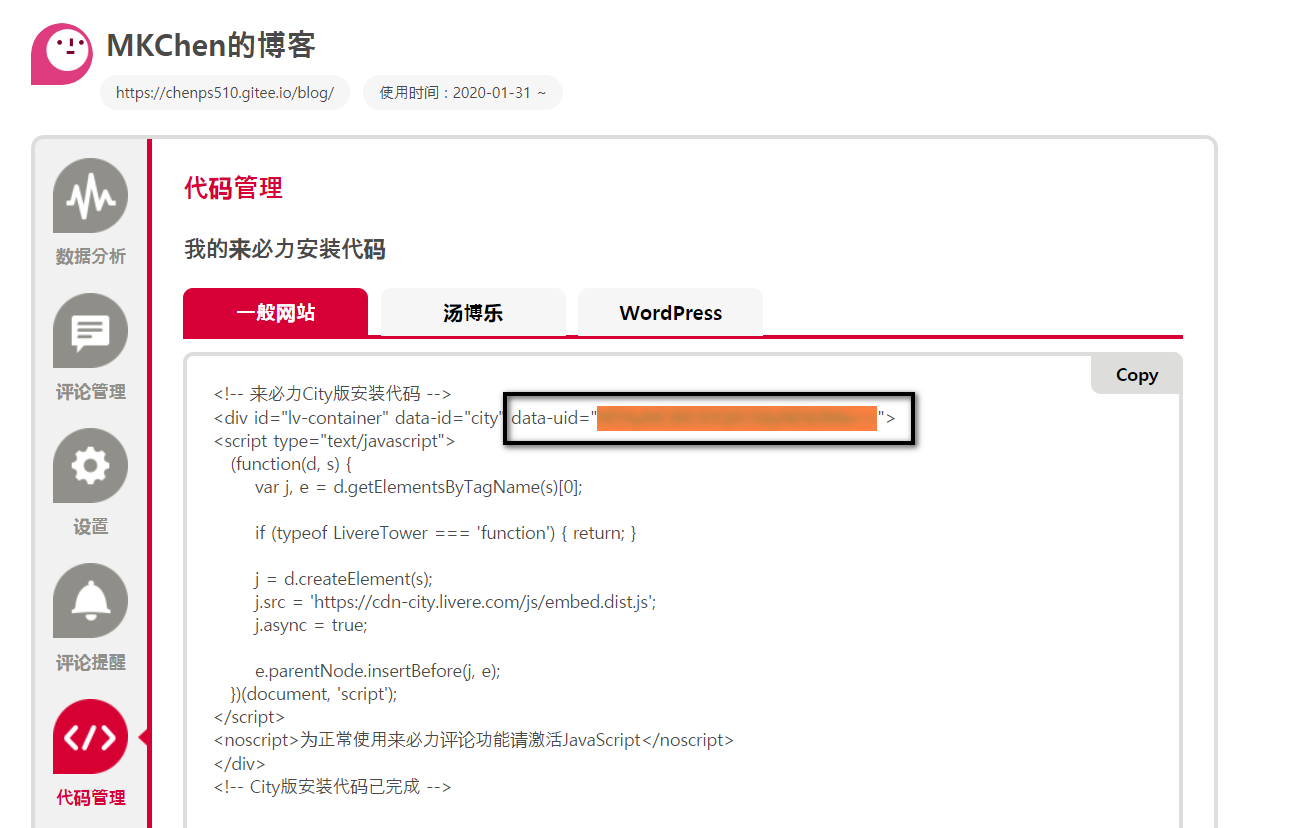 MKChen的博客
https://chenps510.gitee.io/blog/
使用时间 : 2020-01-31 ~
数据分析
评论管理
设置
评论提醒
代码管理
代码管理
我的来必力安装代码
一般网站
汤博乐
WordPress
Copy
<!-- 来必力City版安装代码 -->
<div id="lv-container" data-id="city" data-uid="">
<script type="text/javascript">
(function(d, s) {
var j, e = d.getElementsByTagName(s)[0];
if (typeof LivereTower === 'function') { return; }
j = d.createElement(s);
j.src = 'https://cdn-city.livere.com/js/embed.dist.js';
j.async = true;
e.parentNode.insertBefore(j, e);
})(document, 'script');
</script>
<noscript>为正常使用来必力评论功能请激活JavaScript</noscript>
</div>
<!-- City版安装代码已完成 -->